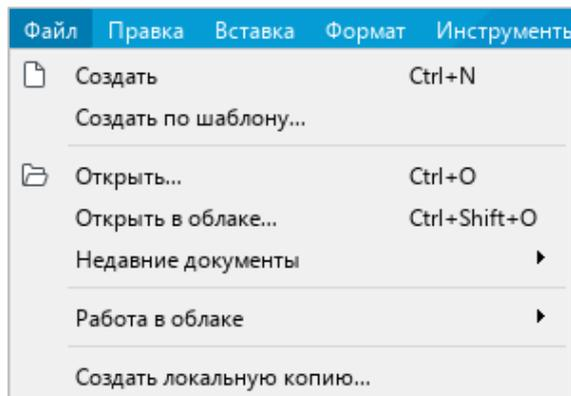 Файл Правка Вставка Формат Инструменты
Создать Ctrl+N
Создать по шаблону...
Открыть... Ctrl+O
Открыть в облаке... Ctrl+Shift+O
Недавние документы
Работа в облаке
Создать локальную копию...